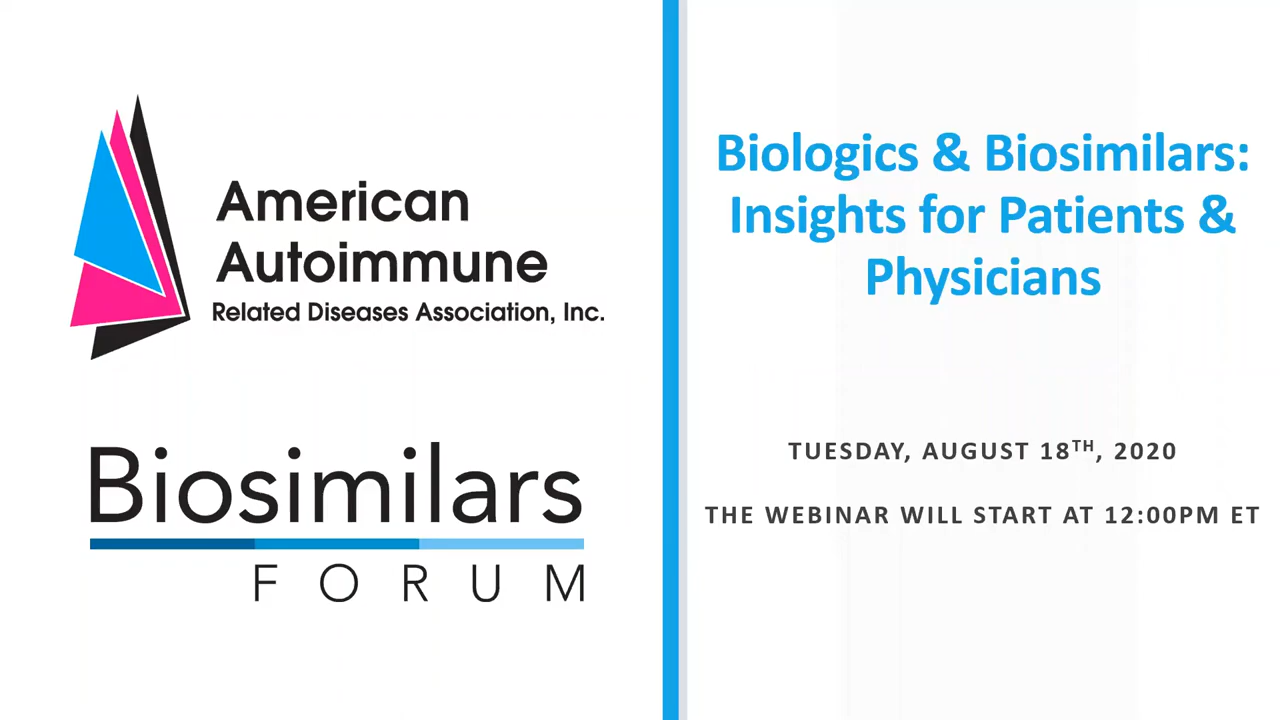 American
Autoimmune
Related Diseases Association, Inc.
Biosimilars
FORUM
Biologics & Biosimilars:
Insights for Patients &
Physicians
TUESDAY, AUGUST 18TH, 2020
THE WEBINAR WILL START AT 12:00PM ET